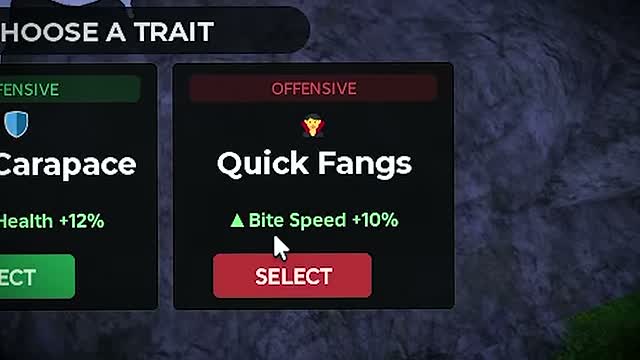 HOOSE A TRAIT
FENSIVE
Carapace
Health +12%
ECT
OFFENSIVE
Quick Fangs
▲Bite Speed +10%
SELECT